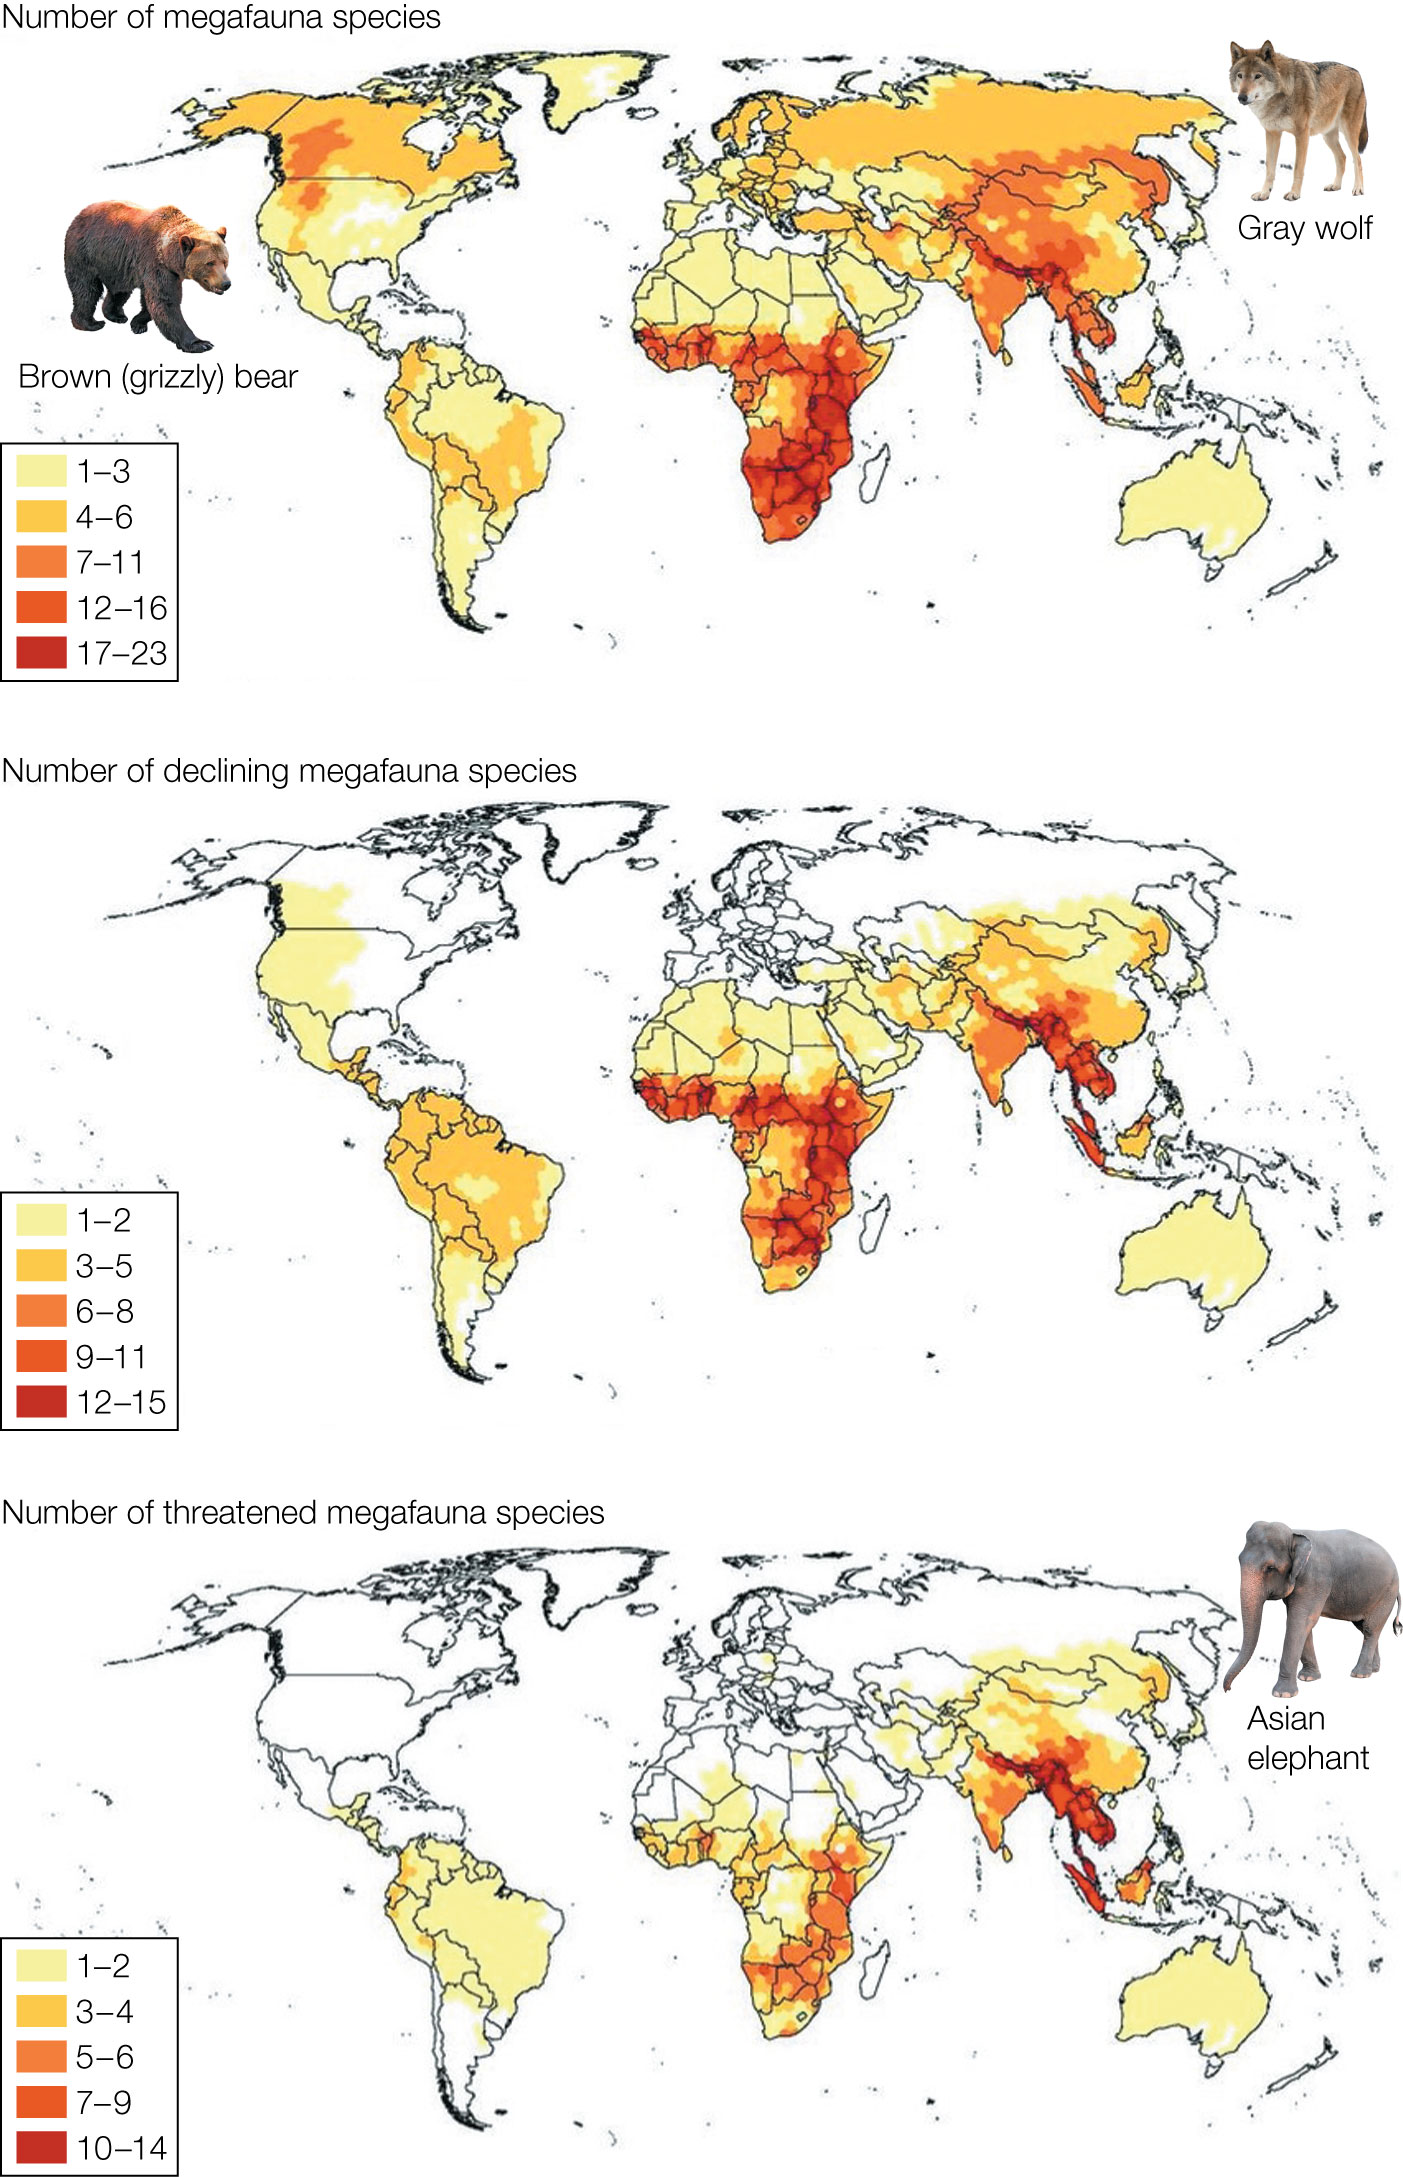 Number of megafauna species
Gray wolf
Brown (grizzly) bear
1–3
4–6
7–11
12–16
17–23
Number of declining megafauna species
1–2
3–5
6–8
9–11
12–15
Number of threatened megafauna species
Asian
elephant
1–2
3–4
5–6
7–9
10–14